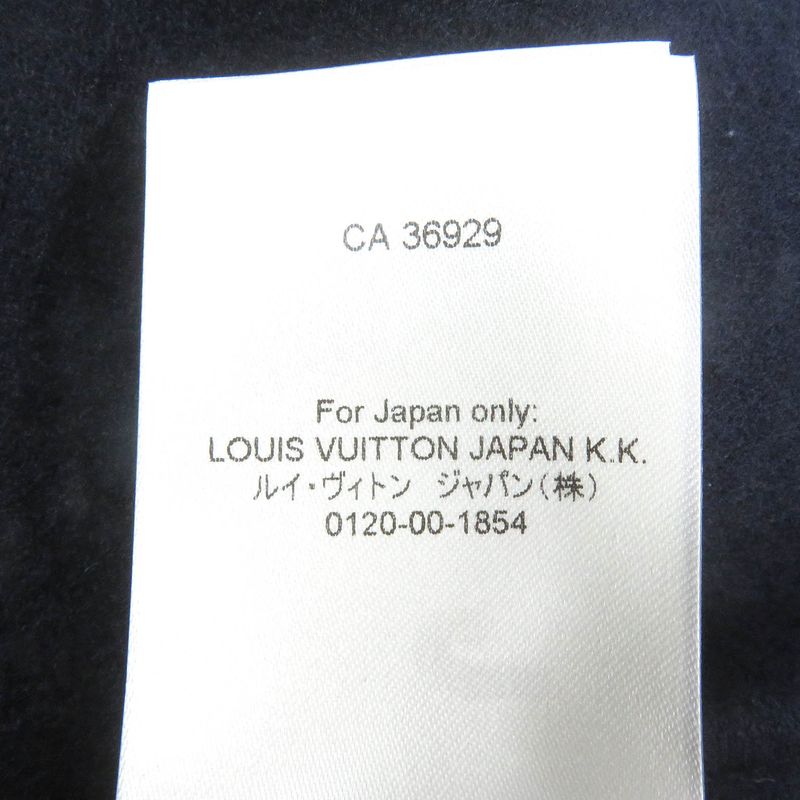 CA 36929
For Japan only:
LOUIS VUITTON JAPAN K.K.
ルイ・ヴィトン　ジャパン(株)
0120-00-1854